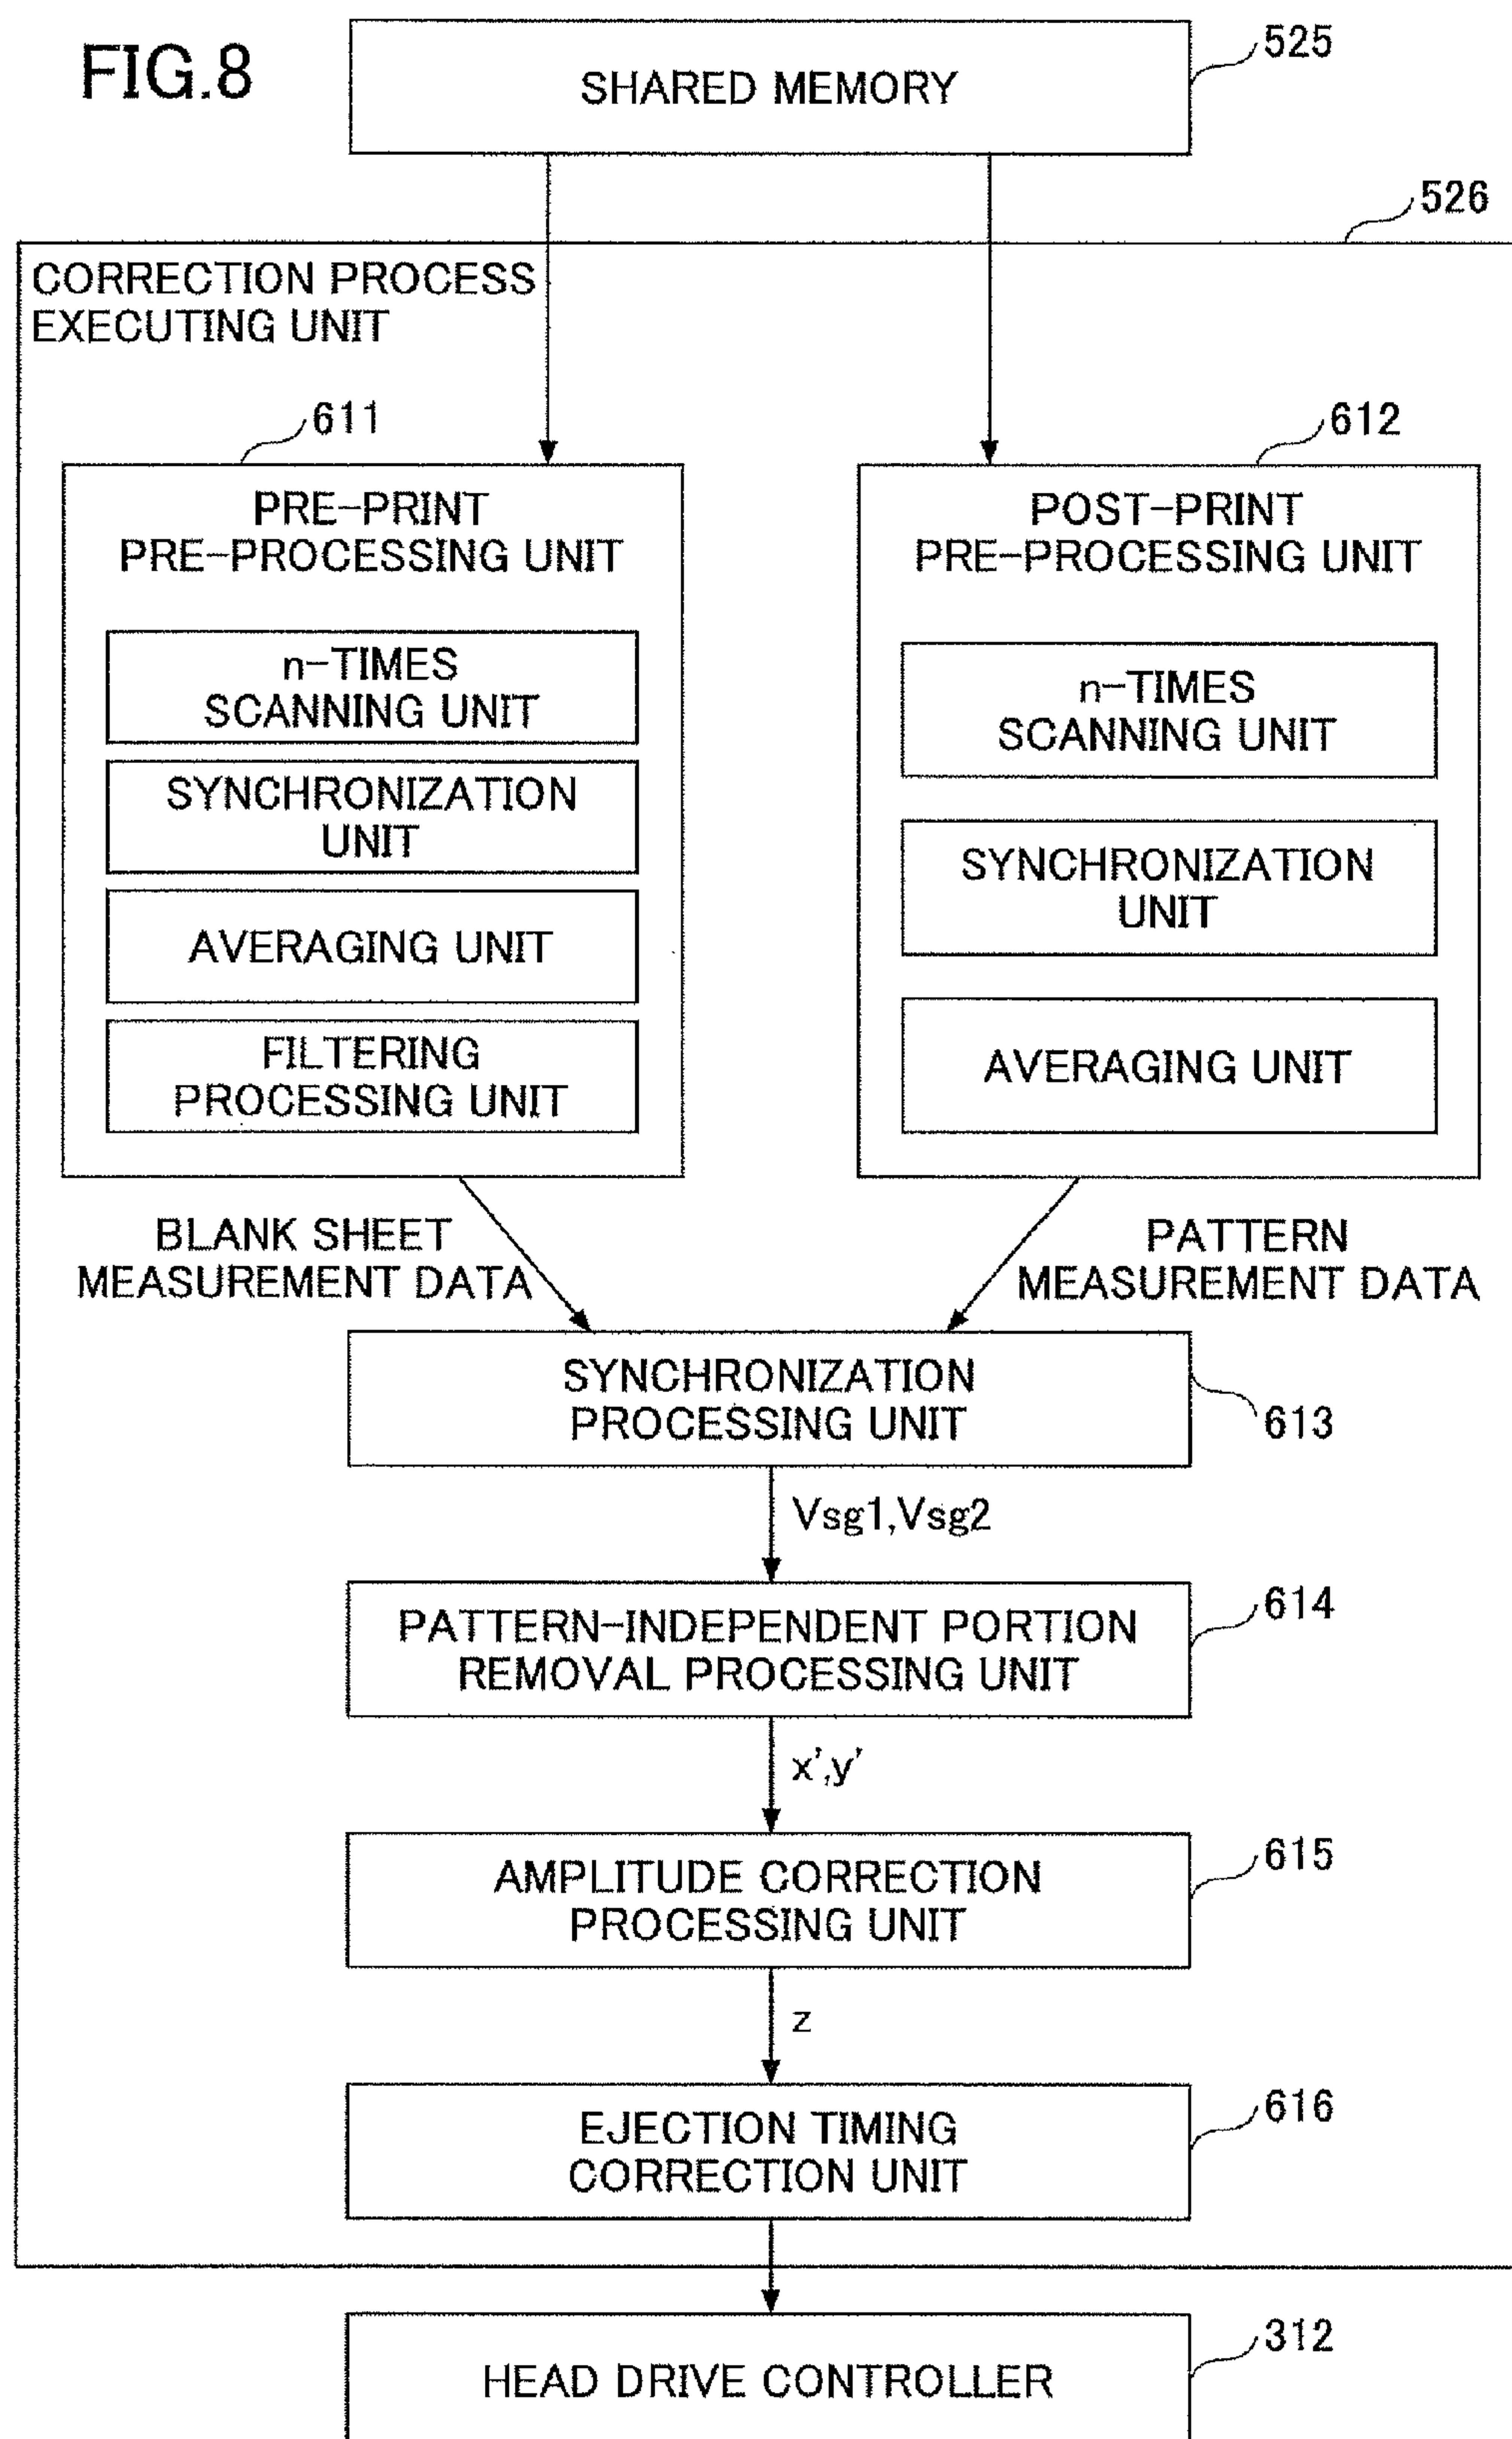 FIG.8
SHARED MEMORY
525
526
CORRECTION PROCESS
EXECUTING UNIT
611
612
PRE-PRINT
PRE-PROCESSING UNIT
n-TIMES
SCANNING UNIT
SYNCHRONIZATION
UNIT
AVERAGING UNIT
FILTERING
PROCESSING UNIT
POST-PRINT
PRE-PROCESSING UNIT
n-TIMES
SCANNING UNIT
SYNCHRONIZATION
UNIT
AVERAGING UNIT
BLANK SHEET
MEASUREMENT DATA
PATTERN
MEASUREMENT DATA
SYNCHRONIZATION
PROCESSING UNIT
613
Vsg1,Vsg2
PATTERN-INDEPENDENT PORTION
REMOVAL PROCESSING UNIT
614
x',y'
AMPLITUDE CORRECTION
PROCESSING UNIT
615
z
EJECTION TIMING
CORRECTION UNIT
616
HEAD DRIVE CONTROLLER
312